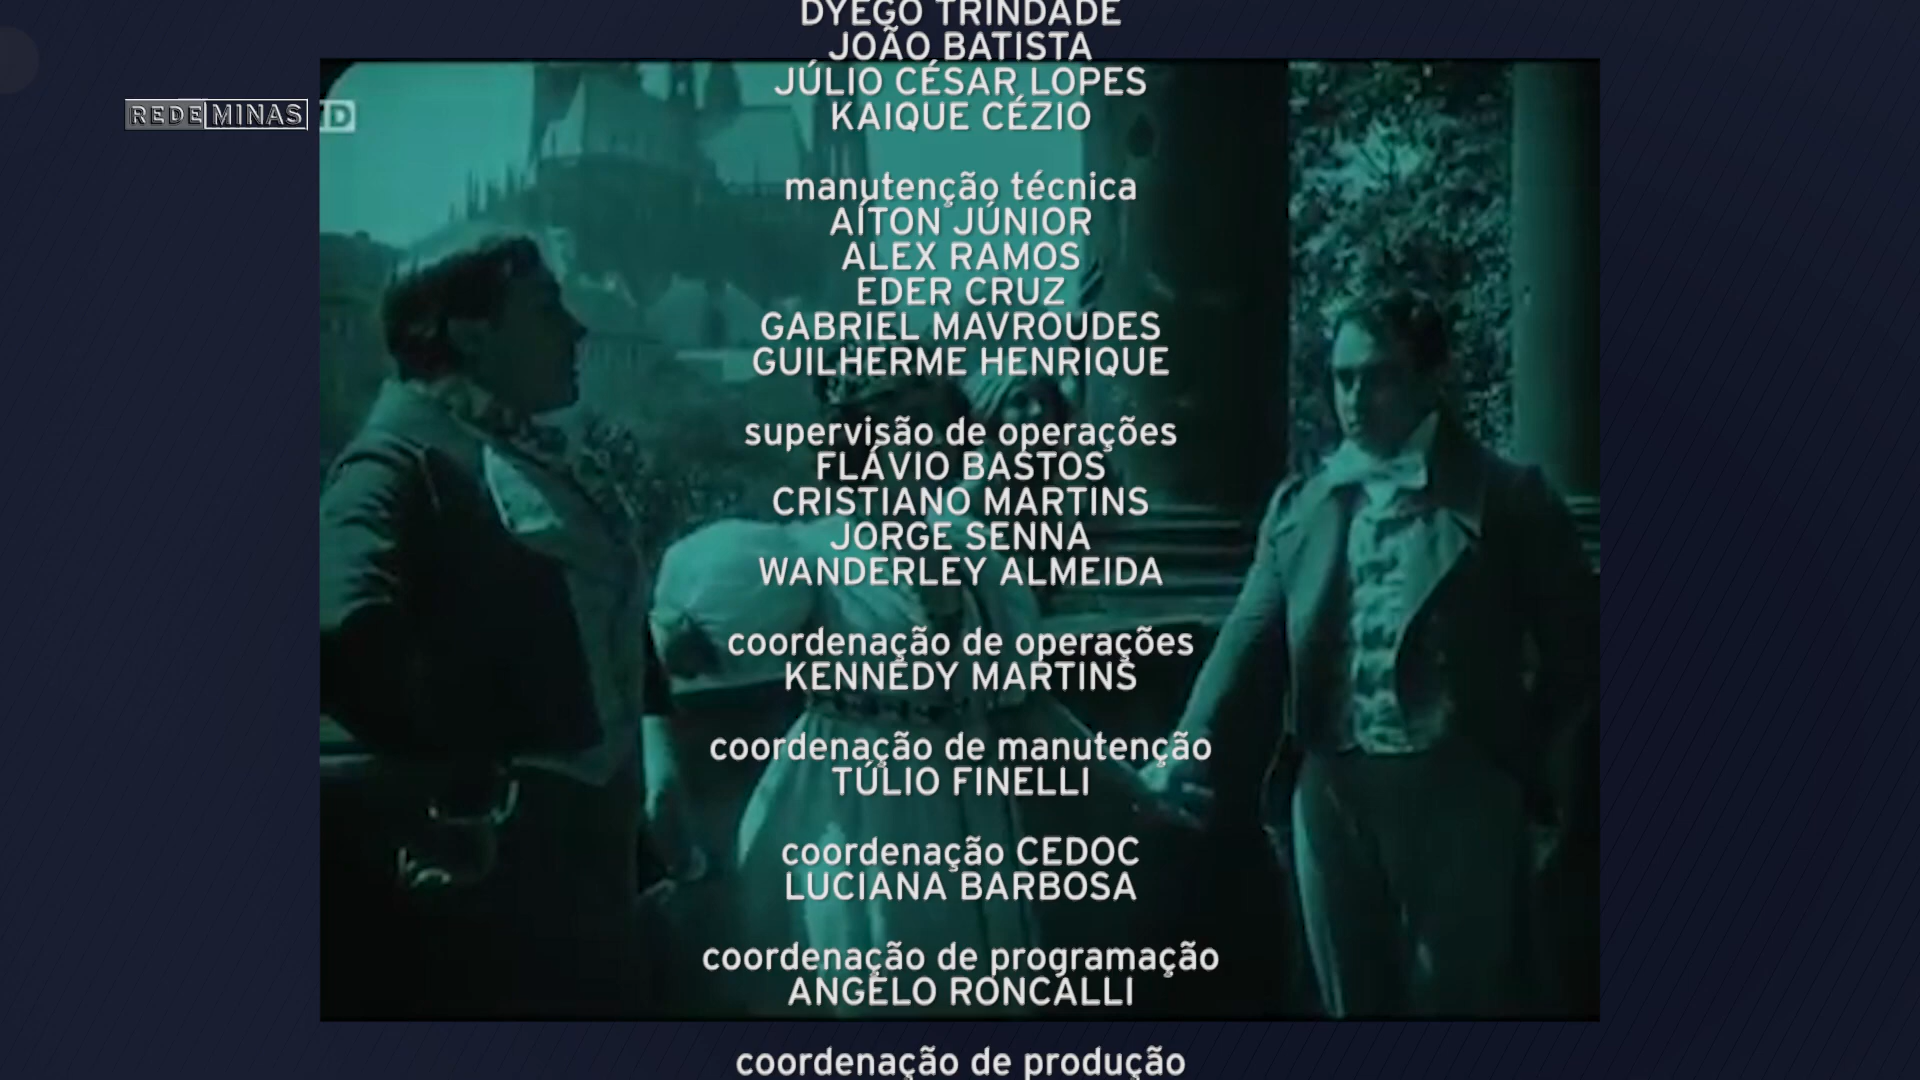 DYEGO TRINDADE
JOÃO BATISTA
JÚLIO CÉSAR LOPES
KAIQUE CÉZIO
REDEMINAS
manutenção técnica
AÍTON JÚNIOR
ALEX RAMOS
EDER CRUZ
GABRIEL MAVROUDES
GUILHERME HENRIQUE
supervisão de operações
FLÁVIO BASTOS
CRISTIANO MARTINS
JORGE SENNA
WANDERLEY ALMEIDA
coordenação de operações
KENNEDY MARTINS
coordenação de manutenção
TÚLIO FINELLI
coordenação CEDOC
LUCIANA BARBOSA
coordenação de programação
ANGELO RONCALLI
coordenação de produção